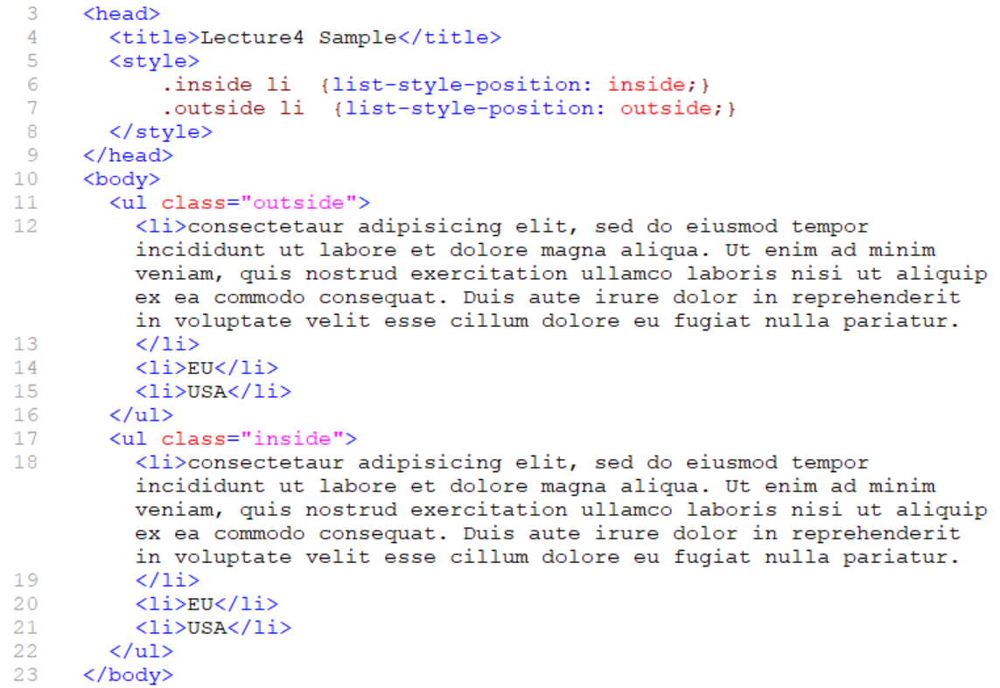 3 <head>
4 <title>Lecture4 Sample</title>
5 <style>
6 .inside li {list-style-position: inside;}
7 .outside li {list-style-position: outside;}
8 </style>
9 </head>
10 <body>
11 <ul class="outside">
12 <li>consectetaur adipisicing elit, sed do eiusmod tempor
incididunt ut labore et dolore magna aliqua. Ut enim ad minim
veniam, quis nostrud exercitation ullamco laboris nisi ut aliquip
ex ea commodo consequat. Duis aute irure dolor in reprehenderit
in voluptate velit esse cillum dolore eu fugiat nulla pariatur.
13 </li>
14 <li>EU</li>
15 <li>USA</li>
16 </ul>
17 <ul class="inside">
18 <li>consectetaur adipisicing elit, sed do eiusmod tempor
incididunt ut labore et dolore magna aliqua. Ut enim ad minim
veniam, quis nostrud exercitation ullamco laboris nisi ut aliquip
ex ea commodo consequat. Duis aute irure dolor in reprehenderit
in voluptate velit esse cillum dolore eu fugiat nulla pariatur.
19 </li>
20 <li>EU</li>
21 <li>USA</li>
22 </ul>
23 </body>